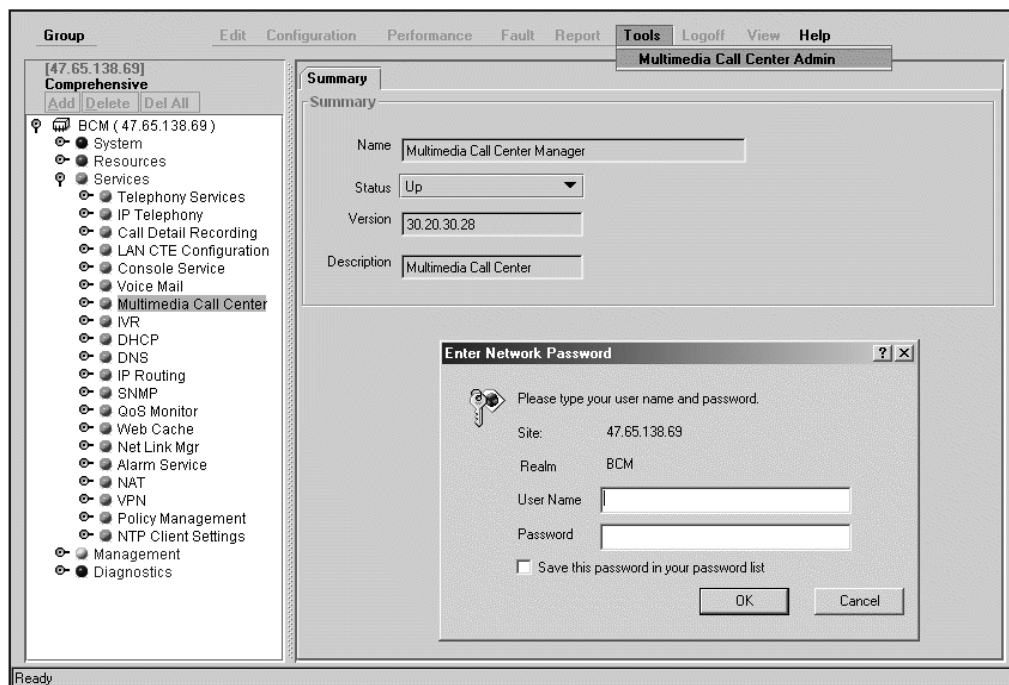 Group Edit Configuration Performance Fault Report Tools Logoff View Help
Multimedia Call Center Admin
[47.65.138.69]
Comprehensive
Add Delete Del All
BCM ( 47.65.138.69 )
System
Resources
Services
Telephony Services
IP Telephony
Call Detail Recording
LAN CTE Configuration
Console Service
Voice Mail
Multimedia Call Center
IVR
DHCP
DNS
IP Routing
SNMP
QoS Monitor
Web Cache
Net Link Mgr
Alarm Service
NAT
VPN
Policy Management
NTP Client Settings
Management
Diagnostics
Summary
Summary
Name Multimedia Call Center Manager
Status Up
Version 30.20.30.28
Description Multimedia Call Center
Enter Network Password ? X
Please type your user name and password.
Site: 47.65.138.69
Realm BCM
User Name
Password
Save this password in your password list
OK Cancel
Ready